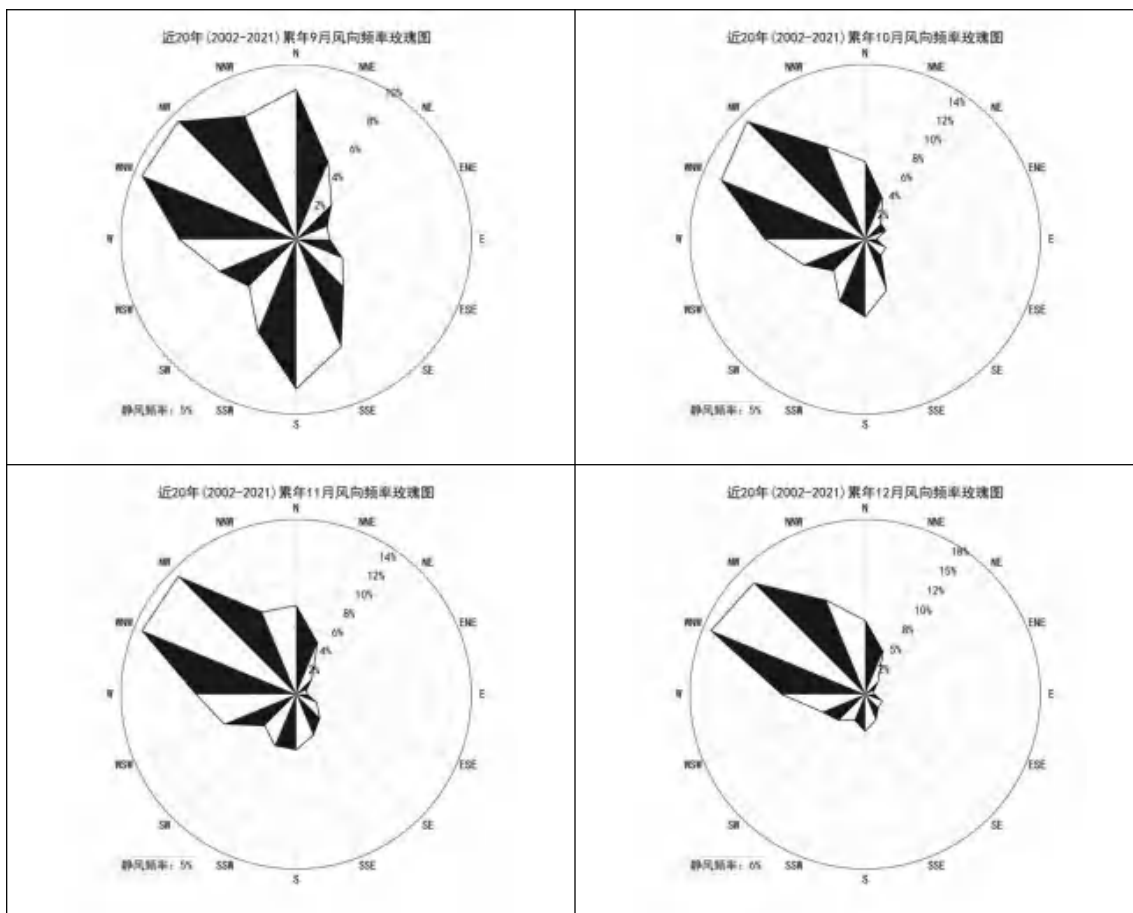 近20年(2002-2021)累年9月风向频率玫瑰图
N
NNW
NNE
NW
NE
10%
8%
6%
4%
2%
WNW
ENE
W
E
WSW
ESE
SW
SE
静风频率: 5%
SSW
SSE
S
近20年(2002-2021)累年10月风向频率玫瑰图
N
NNW
NNE
NW
NE
14%
12%
10%
8%
6%
4%
2%
WNW
ENE
W
E
WSW
ESE
SW
SE
静风频率: 5%
SSW
SSE
S
近20年(2002-2021)累年11月风向频率玫瑰图
N
NNW
NNE
NW
NE
14%
12%
10%
8%
6%
4%
2%
WNW
ENE
W
E
WSW
ESE
SW
SE
静风频率: 5%
SSW
SSE
S
近20年(2002-2021)累年12月风向频率玫瑰图
N
NNW
NNE
NW
NE
18%
15%
12%
10%
8%
5%
2%
WNW
ENE
W
E
WSW
ESE
SW
SE
静风频率: 6%
SSW
SSE
S